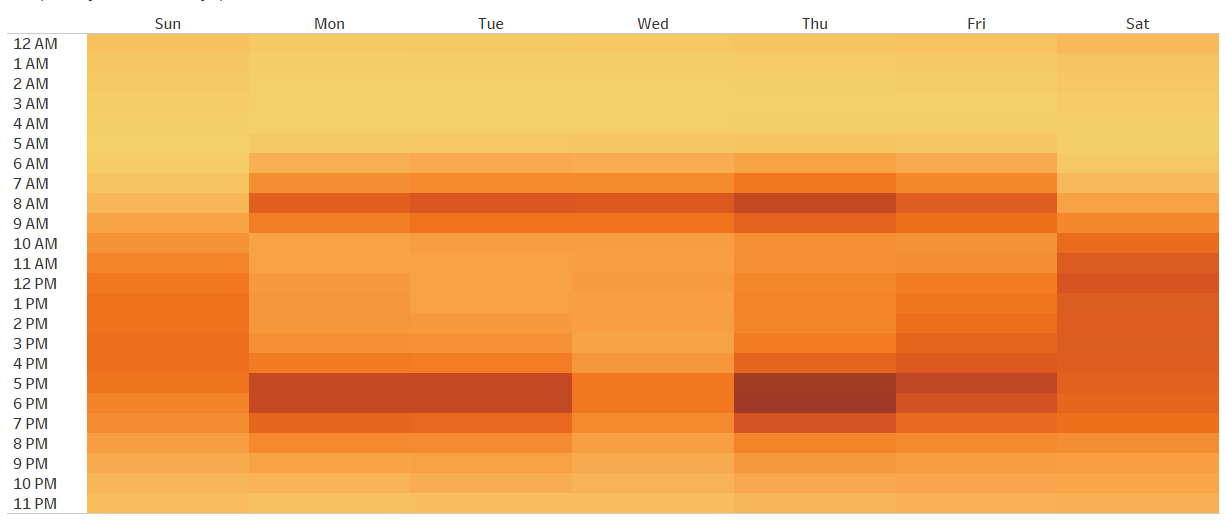 Sun Mon Tue Wed Thu Fri Sat
12 AM
1 AM
2 AM
3 AM
4 AM
5 AM
6 AM
7 AM
8 AM
9 AM
10 AM
11 AM
12 PM
1 PM
2 PM
3 PM
4 PM
5 PM
6 PM
7 PM
8 PM
9 PM
10 PM
11 PM